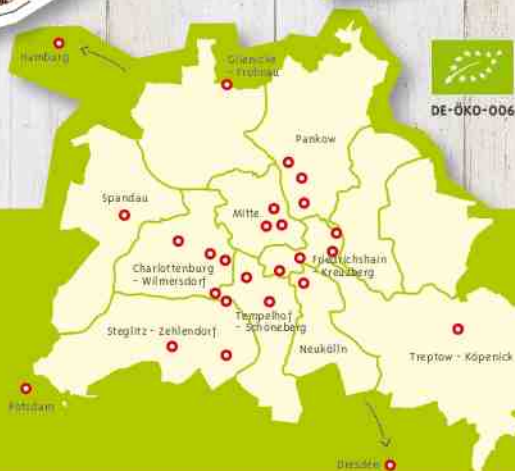 Hamburg
Glienicke
- Frohnau
DE-ÖKO-006
Pankow
Spandau
Mitte
Friedrichshain
- Kreuzberg
Charlottenburg
- Wilmersdorf
Tempelhof
- Schöneberg
Steglitz - Zehlendorf
Neukölln
Treptow - Köpenick
Potsdam
Dresden